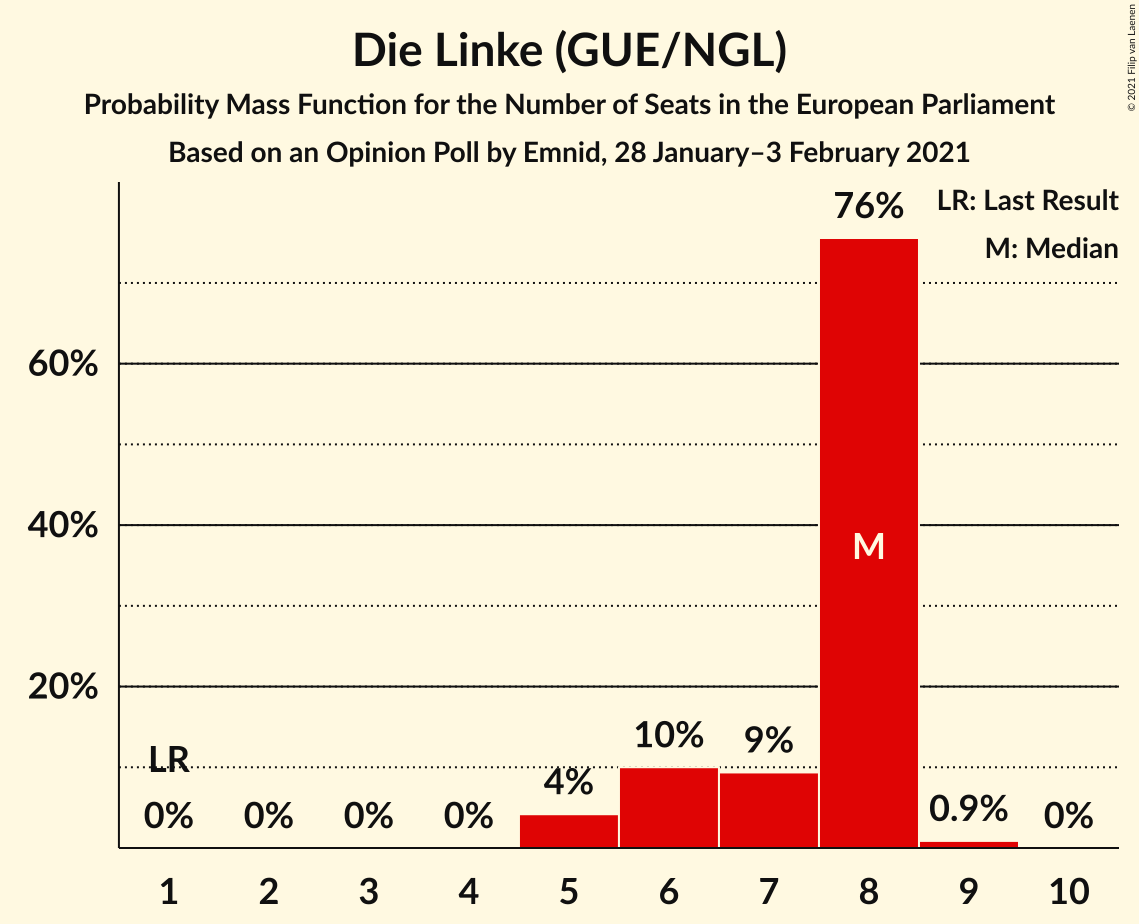 Die Linke (GUE/NGL)
Probability Mass Function for the Number of Seats in the European Parliament
Based on an Opinion Poll by Emnid, 28 January–3 February 2021
© 2021 Filip van Laenen
LR: Last Result
M: Median
76%
60%
40%
M
20%
LR
10%
9%
4%
0%
0%
0%
0%
0.9%
0%
1 2 3 4 5 6 7 8 9 10